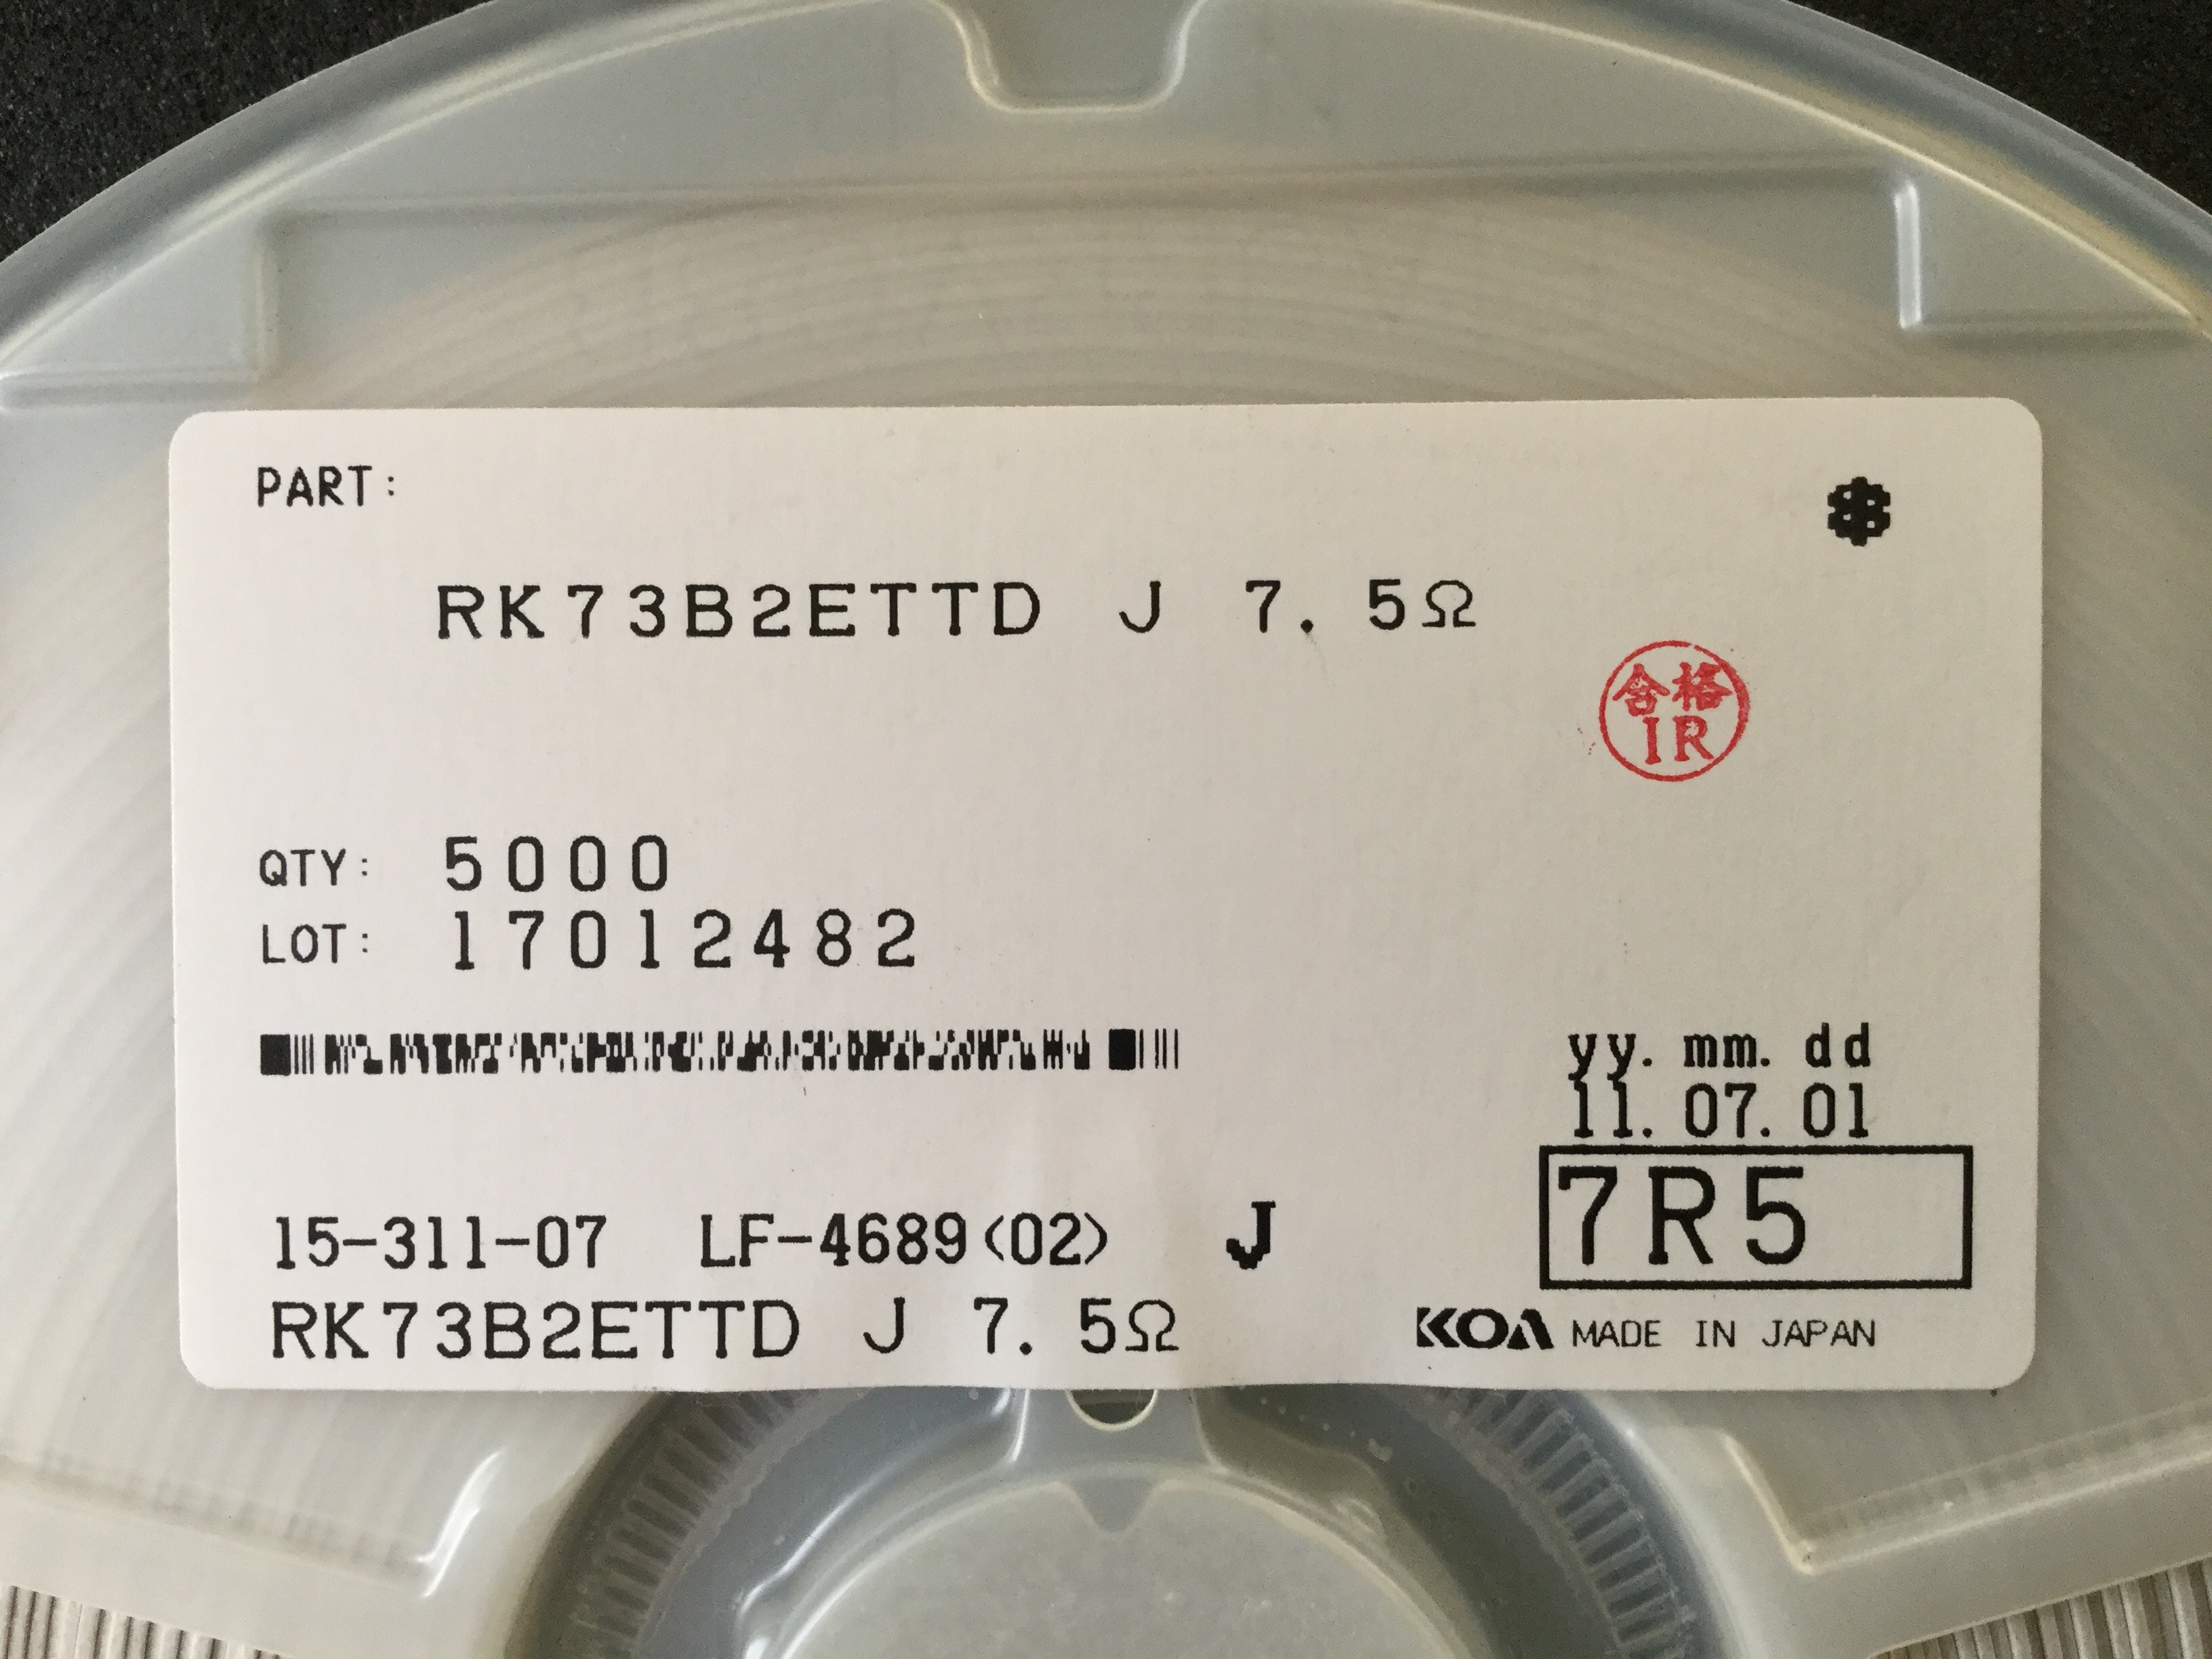 PART:
RK73B2ETTD J 7.5Ω
合格
IR
QTY: 5000
LOT: 17012482
yy. mm. dd
11. 07. 01
7R5
15-311-07 LF-4689(02) J
RK73B2ETTD J 7.5Ω
KOA MADE IN JAPAN